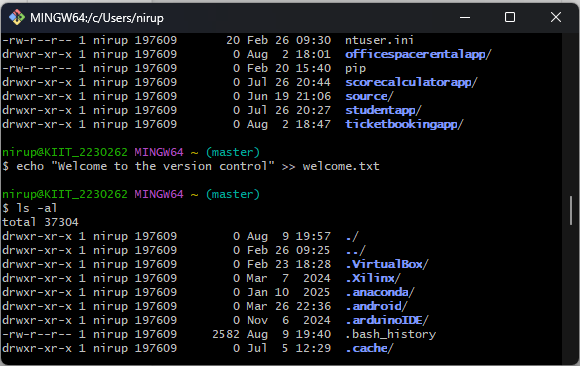 MINGW64:/c/Users/nirup
-rw-r--r-- 1 nirup 197609       20 Feb 26 09:30  ntuser.ini
drwxr-xr-x 1 nirup 197609        0 Aug  2 18:01  officespacerentalapp/
-rw-r--r-- 1 nirup 197609        0 Feb 20 15:40  pip
drwxr-xr-x 1 nirup 197609        0 Jul 26 20:44  scorecalculatorapp/
drwxr-xr-x 1 nirup 197609        0 Jun 19 21:06  source/
drwxr-xr-x 1 nirup 197609        0 Jul 26 20:27  studentapp/
drwxr-xr-x 1 nirup 197609        0 Aug  2 18:47  ticketbookingapp/
nirup@KIIT_2230262 MINGW64 ~ (master)
$ echo "Welcome to the version control" >> welcome.txt
nirup@KIIT_2230262 MINGW64 ~ (master)
$ ls -al
total 37304
drwxr-xr-x 1 nirup 197609        0 Aug  9 19:57  ./
drwxr-xr-x 1 nirup 197609        0 Feb 26 09:25  ../
drwxr-xr-x 1 nirup 197609        0 Feb 23 18:28  .VirtualBox/
drwxr-xr-x 1 nirup 197609        0 Mar  7  2024  .Xilinx/
drwxr-xr-x 1 nirup 197609        0 Jan 10  2025  .anaconda/
drwxr-xr-x 1 nirup 197609        0 Mar 26 22:36  .android/
drwxr-xr-x 1 nirup 197609        0 Nov  6  2024  .arduinoIDE/
-rw-r--r-- 1 nirup 197609     2582 Aug  9 19:40  .bash_history
drwxr-xr-x 1 nirup 197609        0 Jul  5 12:29  .cache/